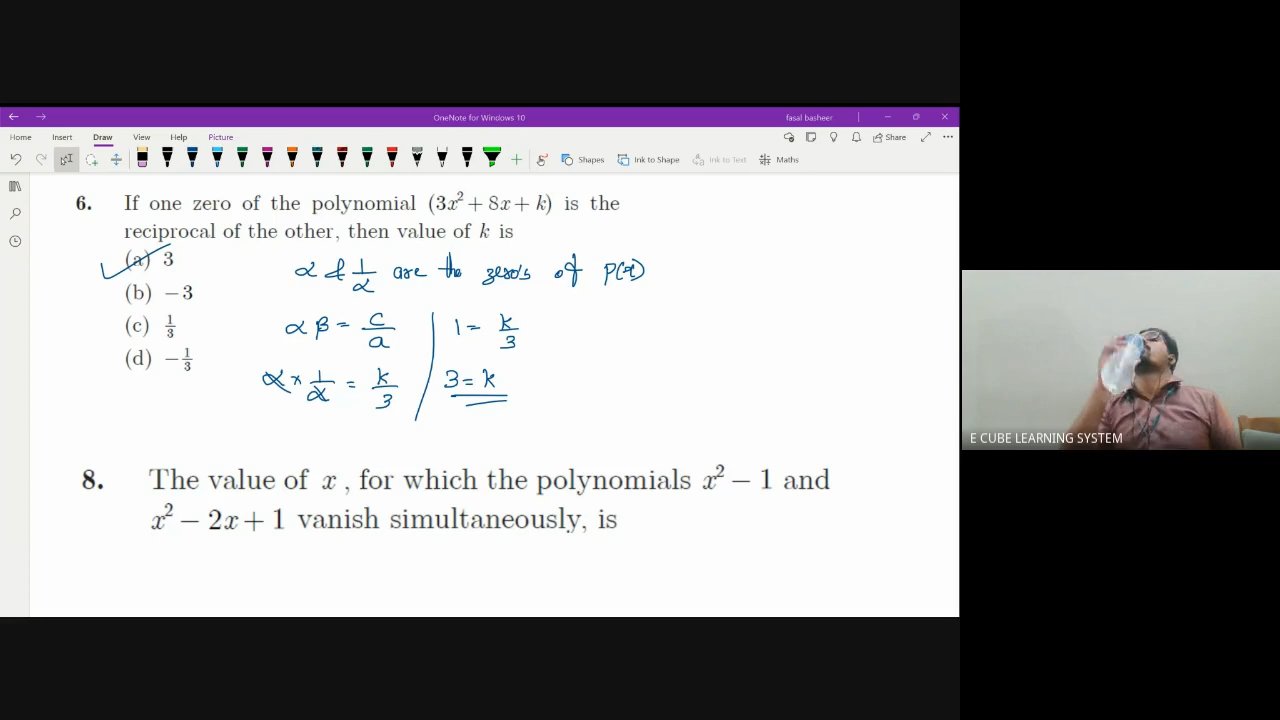 OneNote for Windows 10
fasal basheer
Home Insert Draw View Help Picture
Share
Shapes Ink to Shape Ink to Text Maths
6. If one zero of the polynomial (3x² + 8x + k) is the
reciprocal of the other, then value of k is
(a) 3
(b) −3
(c) 1/3
(d) −1/3
α & 1/α are the zero's of P(x)
αβ = c/a
α × 1/α = k/3
1 = k/3
3 = k
8. The value of x, for which the polynomials x² − 1 and
x² − 2x + 1 vanish simultaneously, is
E CUBE LEARNING SYSTEM